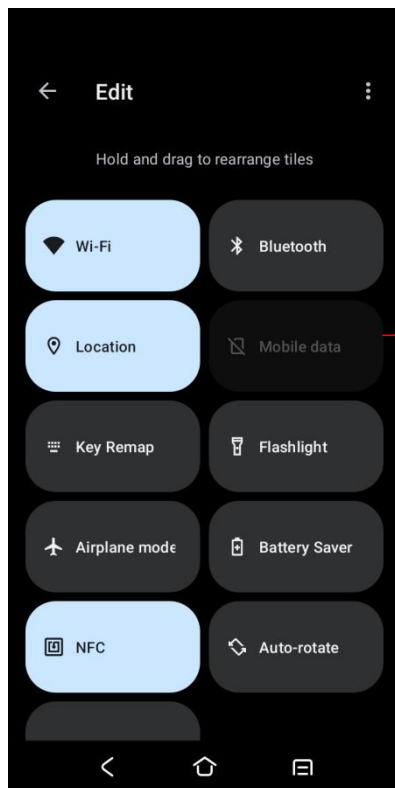 Edit
Hold and drag to rearrange tiles
Wi-Fi
Bluetooth
Location
Mobile data
Key Remap
Flashlight
Airplane mode
Battery Saver
NFC
Auto-rotate